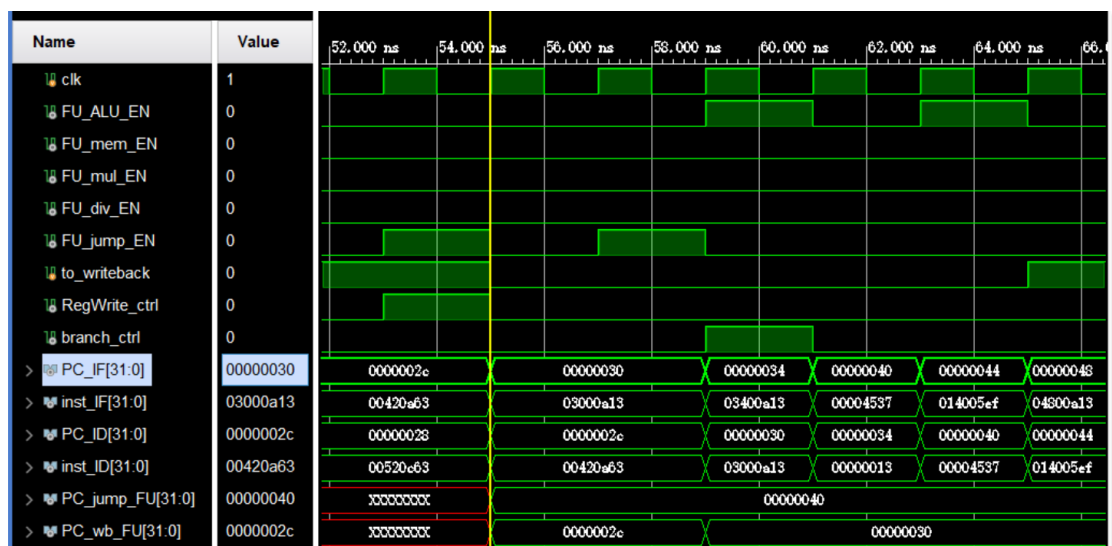 Name Value 52.000 ns 54.000 ns 56.000 ns 58.000 ns 60.000 ns 62.000 ns 64.000 ns 66.
clk 1
FU_ALU_EN 0
FU_mem_EN 0
FU_mul_EN 0
FU_div_EN 0
FU_jump_EN 0
to_writeback 0
RegWrite_ctrl 0
branch_ctrl 0
PC_IF[31:0] 00000030 0000002c 00000030 00000034 00000040 00000044 00000048
inst_IF[31:0] 03000a13 00420a63 03000a13 03400a13 00004537 014005ef 04800a13
PC_ID[31:0] 0000002c 00000028 0000002c 00000030 00000034 00000040 00000044
inst_ID[31:0] 00420a63 00520c63 00420a63 03000a13 00000013 00004537 014005ef
PC_jump_FU[31:0] 00000040 XXXXXXXX 00000040
PC_wb_FU[31:0] 0000002c XXXXXXXX 0000002c 00000030